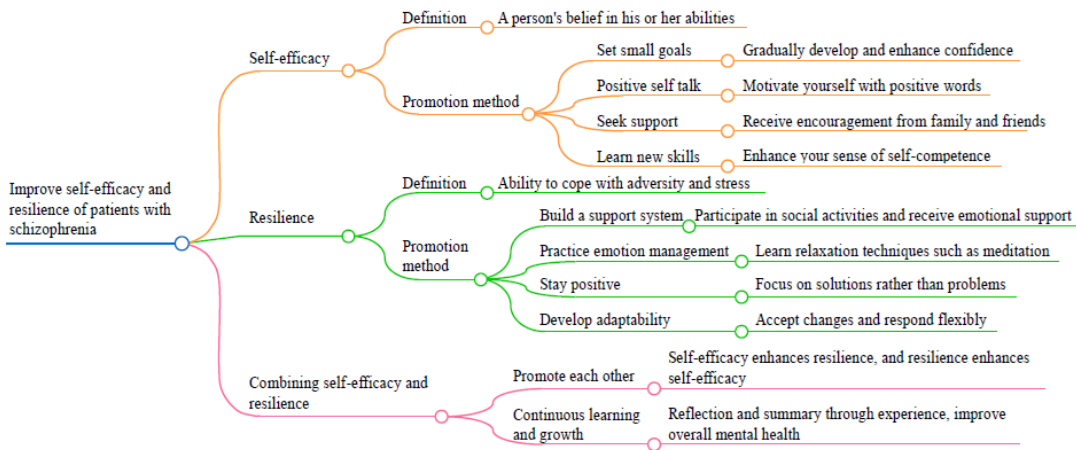 Improve self-efficacy and
resilience of patients with
schizophrenia
Self-efficacy
Definition
A person's belief in his or her abilities
Promotion method
Set small goals
Gradually develop and enhance confidence
Positive self talk
Motivate yourself with positive words
Seek support
Receive encouragement from family and friends
Learn new skills
Enhance your sense of self-competence
Resilience
Definition
Ability to cope with adversity and stress
Promotion
method
Build a support system
Participate in social activities and receive emotional support
Practice emotion management
Learn relaxation techniques such as meditation
Stay positive
Focus on solutions rather than problems
Develop adaptability
Accept changes and respond flexibly
Combining self-efficacy and
resilience
Promote each other
Self-efficacy enhances resilience, and resilience enhances
self-efficacy
Continuous learning
and growth
Reflection and summary through experience, improve
overall mental health